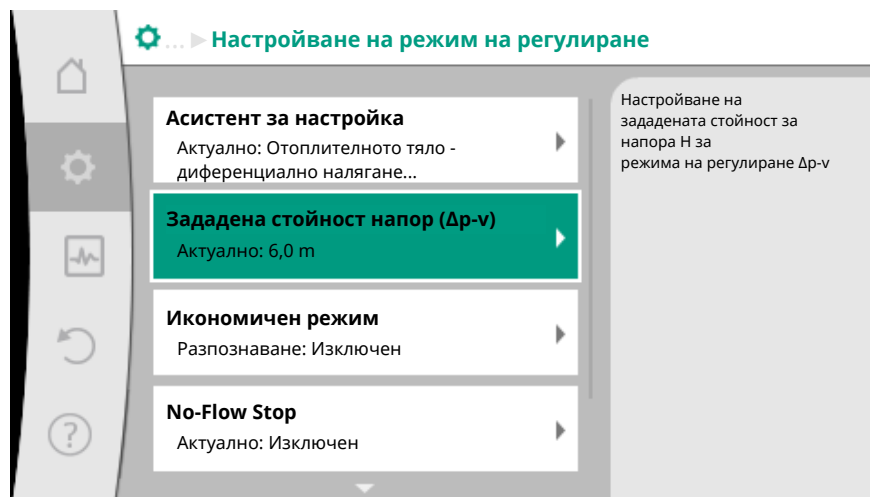 ... Настройване на режим на регулиране
Асистент за настройка
Актуално: Отоплителното тяло -
диференциално налягане...
Зададена стойност напор (Δp-v)
Актуално: 6,0 m
Икономичен режим
Разпознаване: Изключен
No-Flow Stop
Актуално: Изключен
Настройване на
зададената стойност за
напора H за
режима на регулиране Δp-v
?